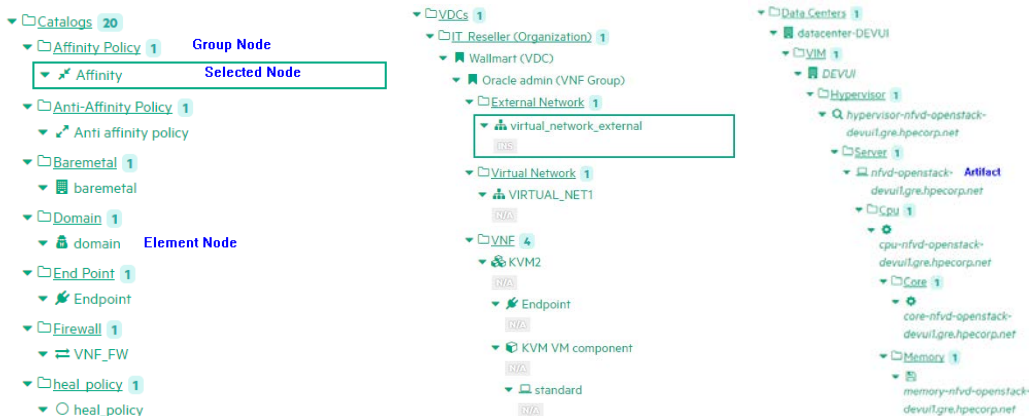 Catalogs 20
Affinity Policy 1 Group Node
Affinity Selected Node
Anti-Affinity Policy 1
Anti affinity policy
Baremetal 1
baremetal
Domain 1
domain Element Node
End Point 1
Endpoint
Firewall 1
VNF_FW
heal_policy 1
heal_policy
VDCs 1
IT_Reseller (Organization) 1
Wallmart (VDC)
Oracle admin (VNF Group)
External Network 1
virtual_network_external
INS
Virtual Network 1
VIRTUAL_NET1
N/A
VNF 4
KVM2
N/A
Endpoint
N/A
KVM VM component
N/A
standard
N/A
Data Centers 1
datacenter-DEVUI
VIM 1
DEVUI
Hypervisor 1
hypervisor-nfvd-openstack-
devui1.gre.hpecorp.net
Server 1
nfvd-openstack- Artifact
devui1.gre.hpecorp.net
Cpu 1
cpu-nfvd-openstack-
devui1.gre.hpecorp.net
Core 1
core-nfvd-openstack-
devui1.gre.hpecorp.net
Memory 1
memory-nfvd-openstack-
devui1.gre.hpecorp.net